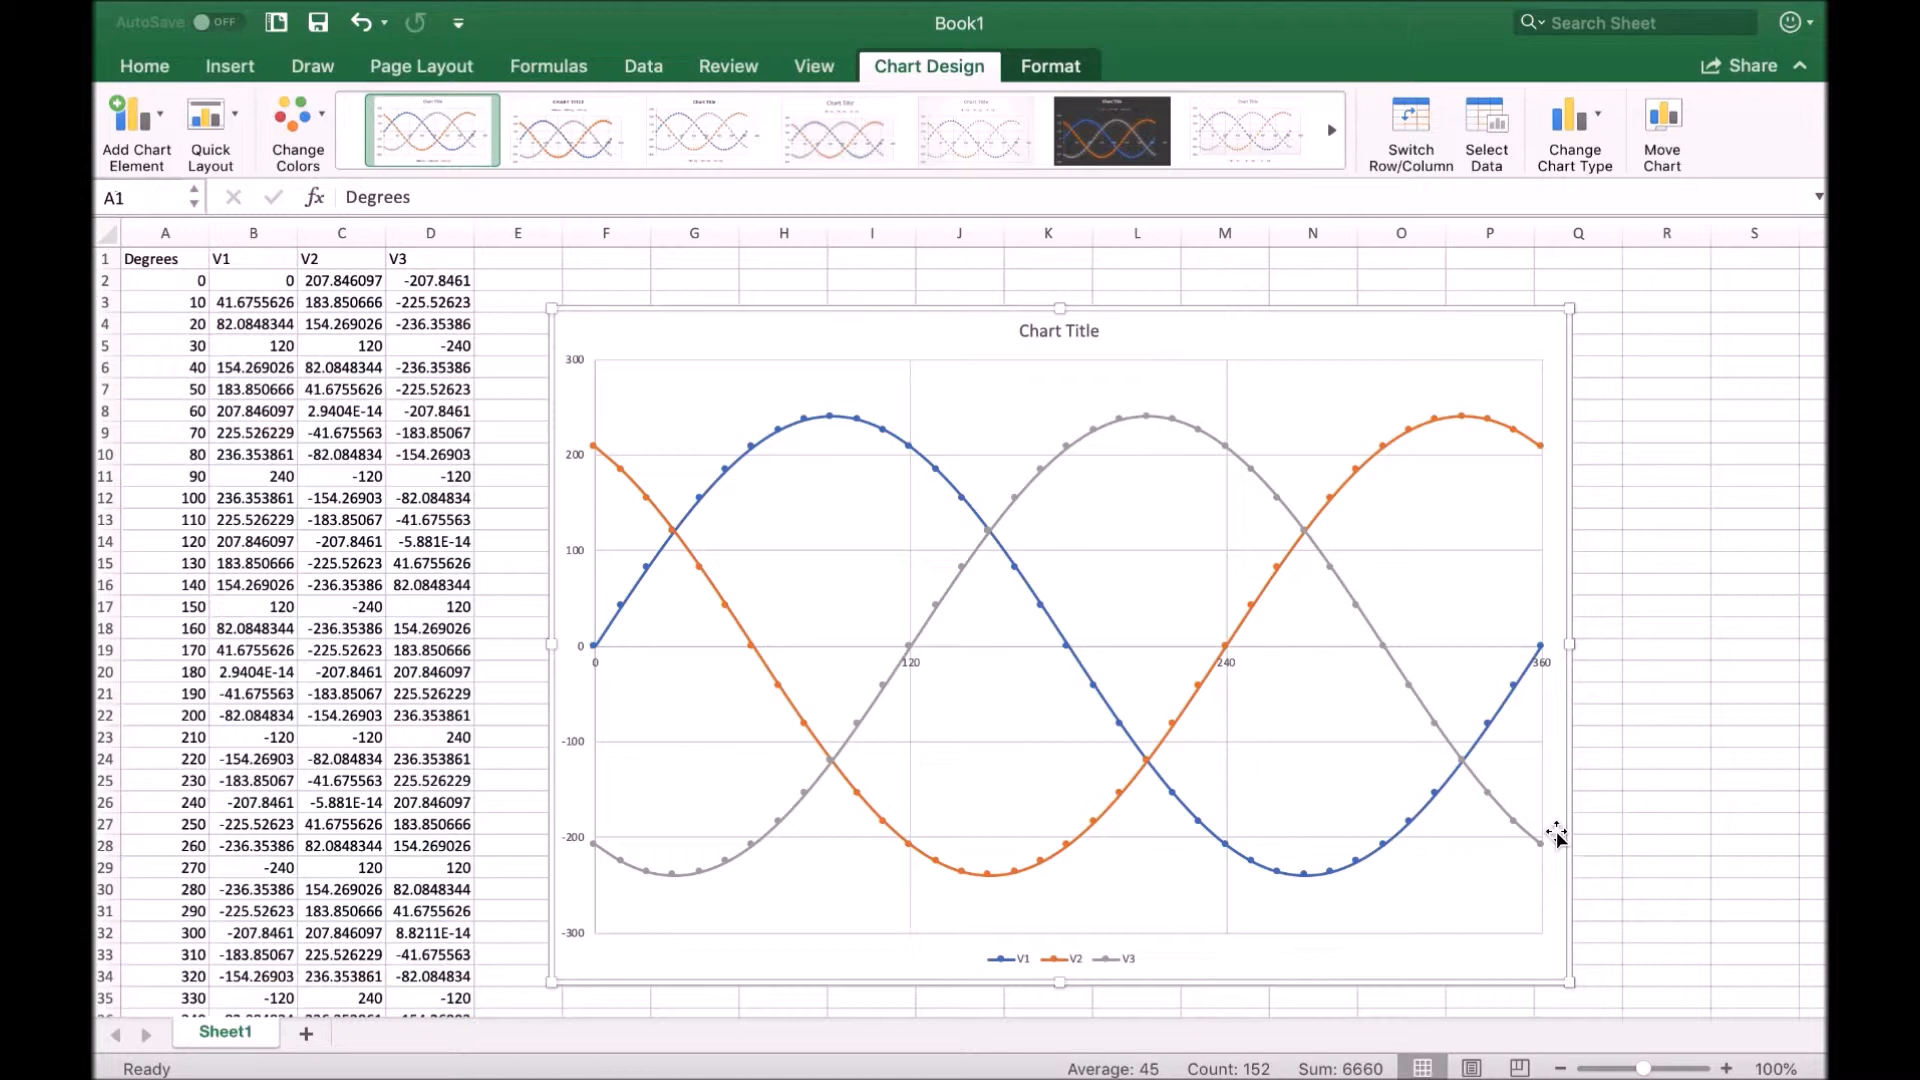 AutoSave OFF Book1 Search Sheet
Home Insert Draw Page Layout Formulas Data Review View Chart Design Format Share
Add Chart Element
Quick Layout
Change Colors
Switch Row/Column
Select Data
Change Chart Type
Move Chart
A1 fx Degrees
A B C D E F G H I J K L M N O P Q R S
1 Degrees V1 V2 V3
2 0 0 207.846097 -207.8461
3 10 41.6755626 183.850666 -225.52623
4 20 82.0848344 154.269026 -236.35386
5 30 120 120 -240
6 40 154.269026 82.0848344 -236.35386
7 50 183.850666 41.6755626 -225.52623
8 60 207.846097 2.9404E-14 -207.8461
9 70 225.526229 -41.675563 -183.85067
10 80 236.353861 -82.084834 -154.26903
11 90 240 -120 -120
12 100 236.353861 -154.26903 -82.084834
13 110 225.526229 -183.85067 -41.675563
14 120 207.846097 -207.8461 -5.881E-14
15 130 183.850666 -225.52623 41.6755626
16 140 154.269026 -236.35386 82.0848344
17 150 120 -240 120
18 160 82.0848344 -236.35386 154.269026
19 170 41.6755626 -225.52623 183.850666
20 180 2.9404E-14 -207.8461 207.846097
21 190 -41.675563 -183.85067 225.526229
22 200 -82.084834 -154.26903 236.353861
23 210 -120 -120 240
24 220 -154.26903 -82.084834 236.353861
25 230 -183.85067 -41.675563 225.526229
26 240 -207.8461 -5.881E-14 207.846097
27 250 -225.52623 41.6755626 183.850666
28 260 -236.35386 82.0848344 154.269026
29 270 -240 120 120
30 280 -236.35386 154.269026 82.0848344
31 290 -225.52623 183.850666 41.6755626
32 300 -207.8461 207.846097 8.8211E-14
33 310 -183.85067 225.526229 -41.675563
34 320 -154.26903 236.353861 -82.084834
35 330 -120 240 -120
Chart Title
300
200
100
0
0 120 240 360
-100
-200
-300
V1 V2 V3
Sheet1 +
Ready Average: 45 Count: 152 Sum: 6660 100%